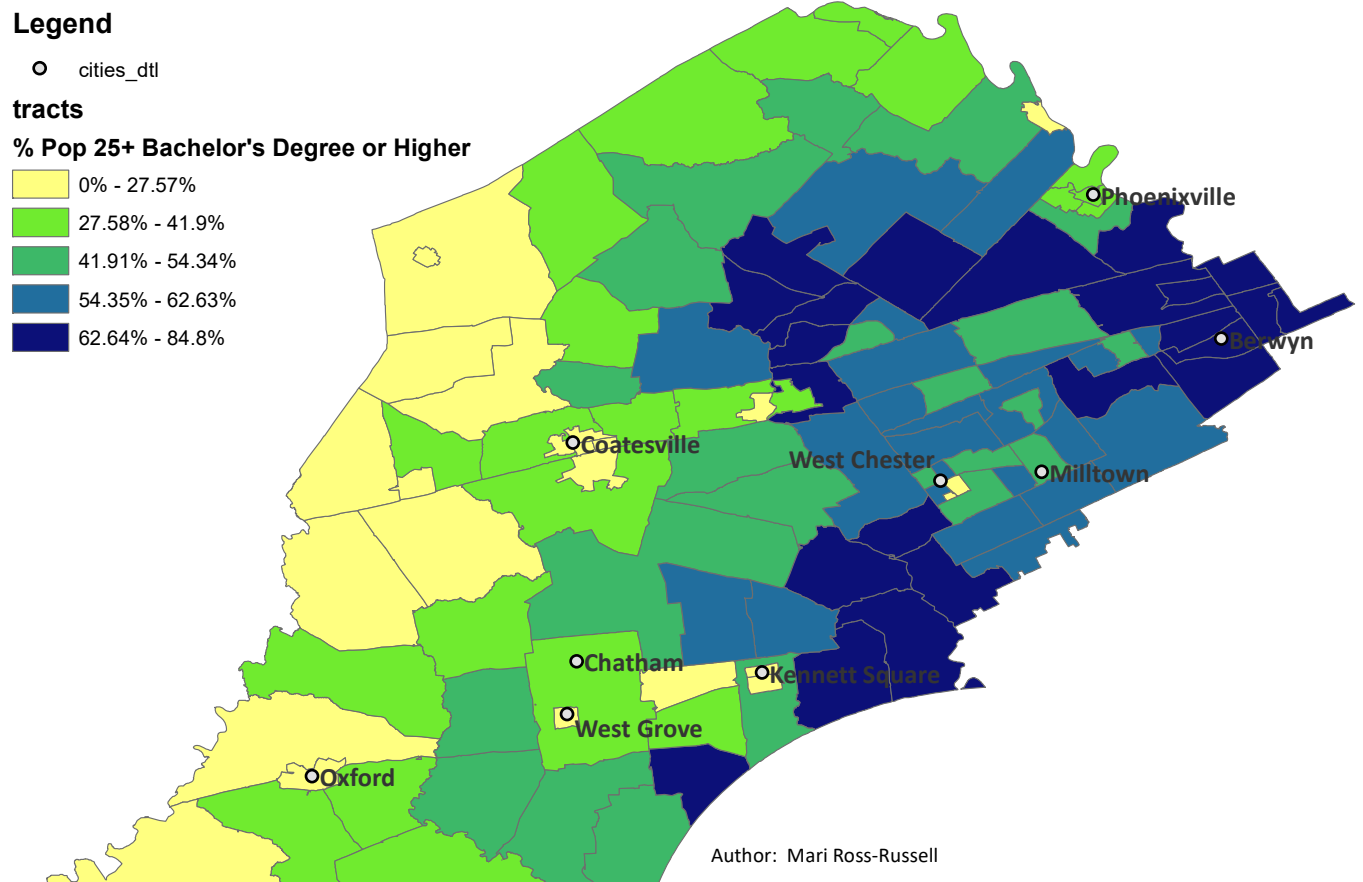 Legend
cities_dtl
tracts
% Pop 25+ Bachelor's Degree or Higher
0% - 27.57%
27.58% - 41.9%
41.91% - 54.34%
54.35% - 62.63%
62.64% - 84.8%
Phoenixville
Berwyn
Coatesville
West Chester
Milltown
Chatham
Kennett Square
West Grove
Oxford
Author: Mari Ross-Russell